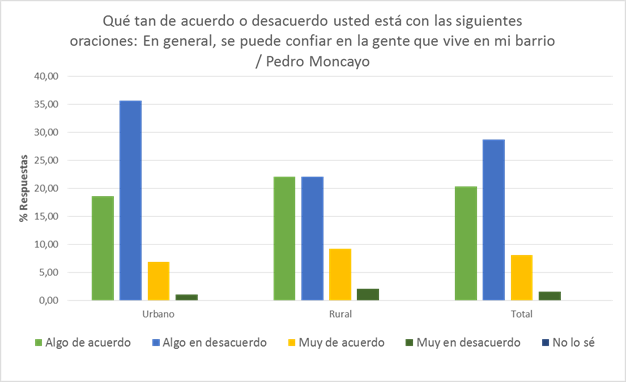 Qué tan de acuerdo o desacuerdo usted está con las siguientes
oraciones: En general, se puede confiar en la gente que vive en mi barrio
/ Pedro Moncayo
% Respuestas
40,00
35,00
30,00
25,00
20,00
15,00
10,00
5,00
0,00
Urbano Rural Total
Algo de acuerdo Algo en desacuerdo Muy de acuerdo Muy en desacuerdo No lo sé